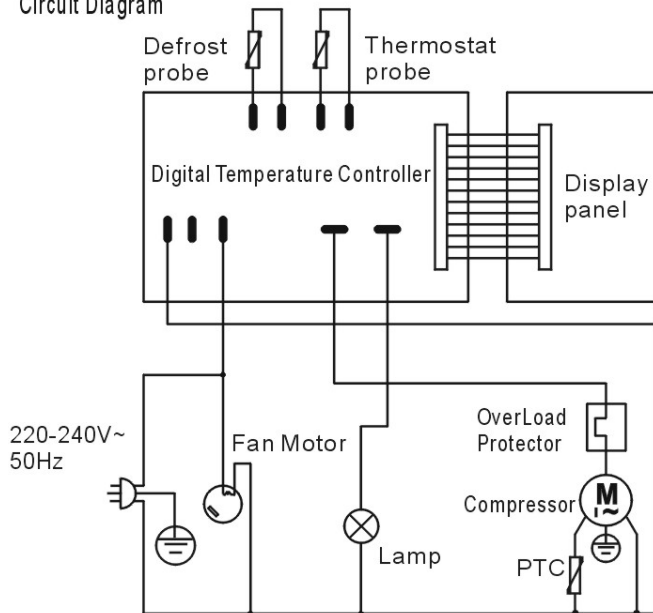 Circuit Diagram
Defrost
probe
Thermostat
probe
Digital Temperature Controller
Display
panel
220-240V~
50Hz
Fan Motor
OverLoad
Protector
Compressor
M
1~
Lamp
PTC